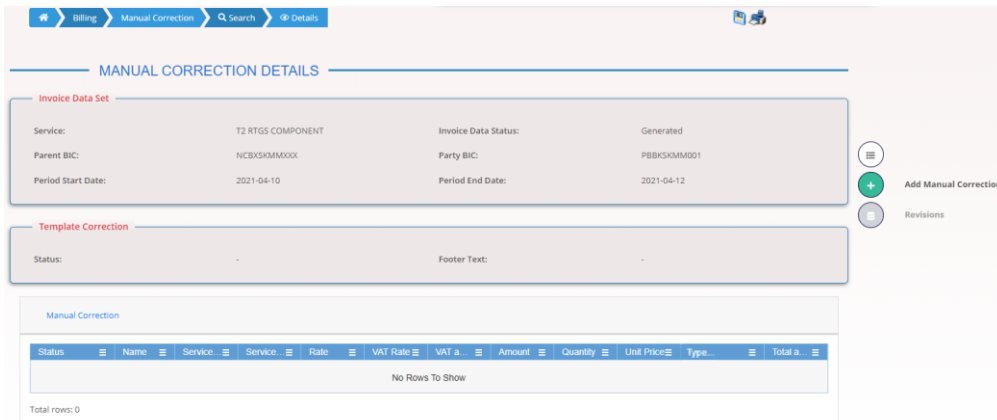 Billing Manual Correction Search Details
MANUAL CORRECTION DETAILS
Invoice Data Set
Service: T2 RTGS COMPONENT Invoice Data Status: Generated
Parent BIC: NCBXSKMMXXX Party BIC: PBBKSKMM001
Period Start Date: 2021-04-10 Period End Date: 2021-04-12
Add Manual Correction
Revisions
Template Correction
Status: - Footer Text: -
Manual Correction
Status Name Service... Service... Rate VAT Rate VAT a... Amount Quantity Unit Price Type... Total a...
No Rows To Show
Total rows: 0